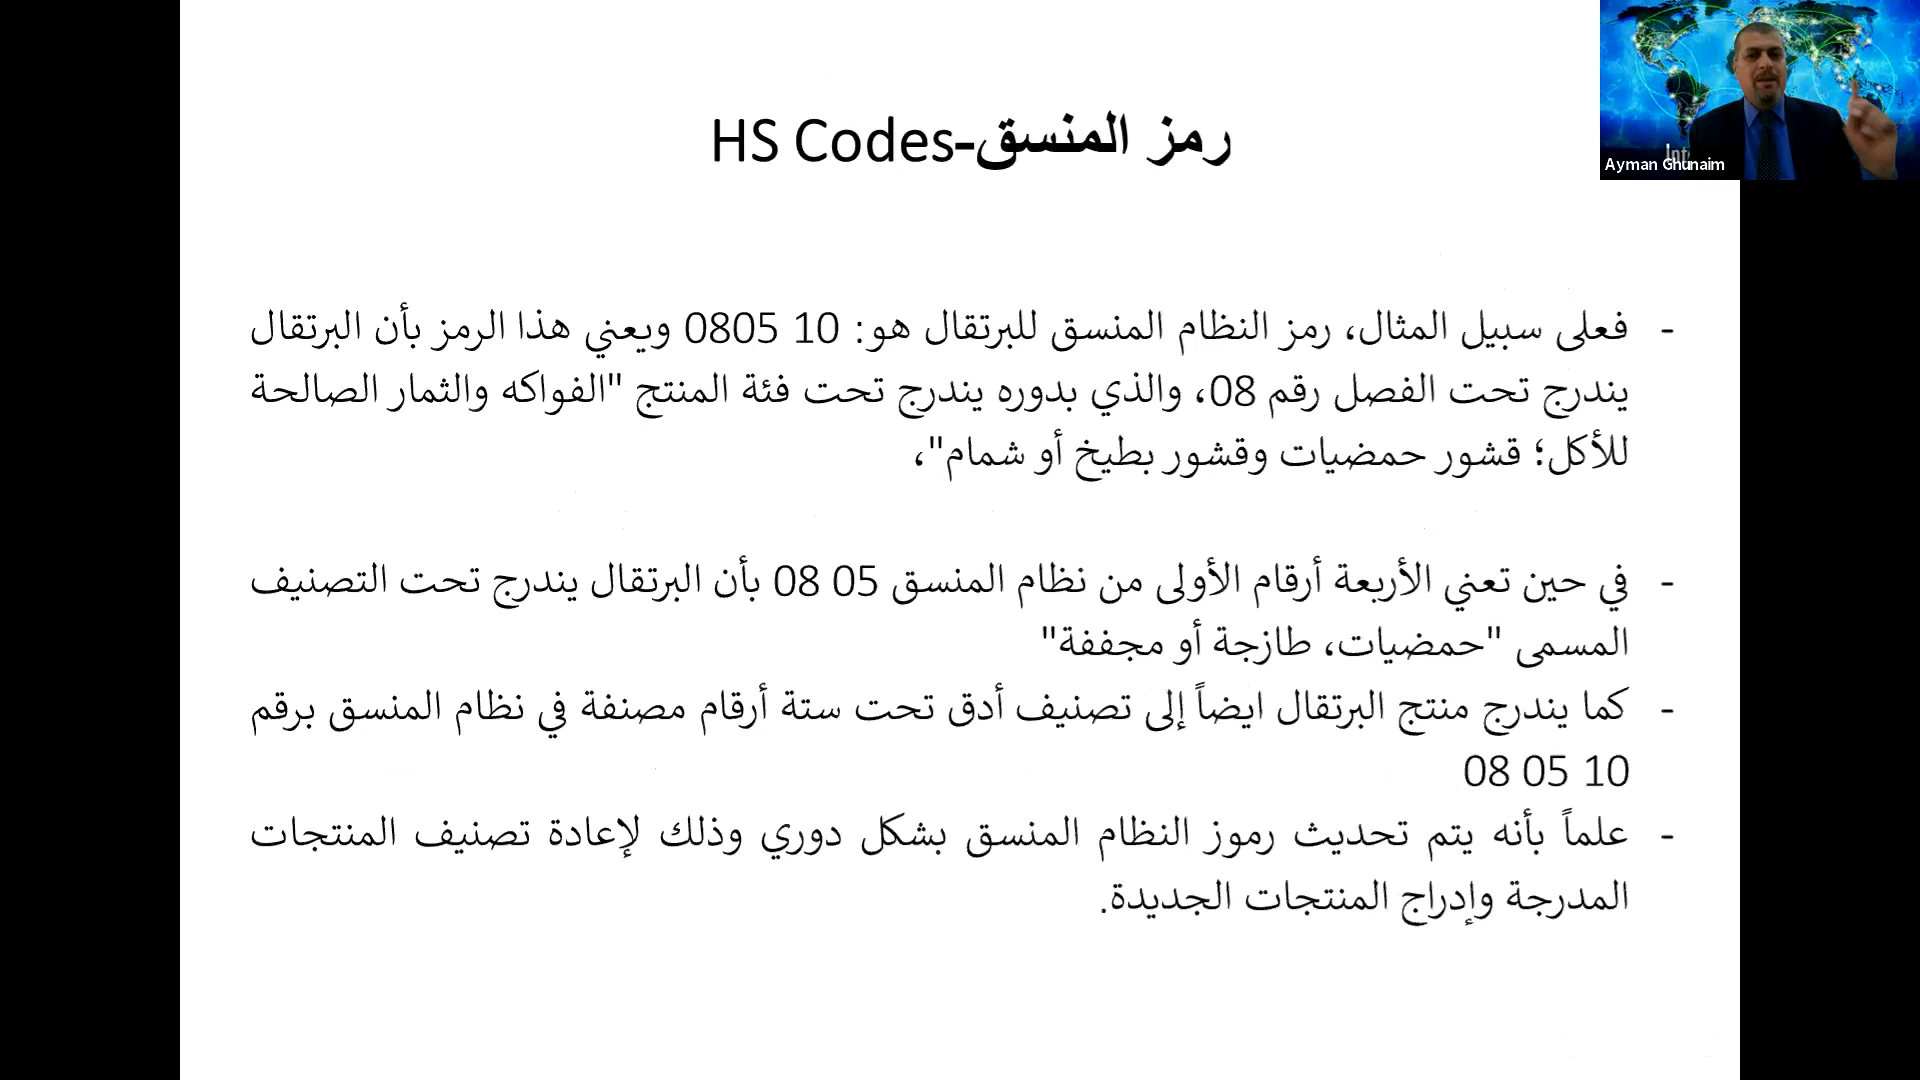 رمز المنسق-HS Codes
Ayman Ghunaim
- فعلى سبيل المثال، رمز النظام المنسق للبرتقال هو: 10 0805 ويعني هذا الرمز بأن البرتقال
يندرج تحت الفصل رقم 08، والذي بدوره يندرج تحت فئة المنتج "الفواكه والثمار الصالحة
للأكل؛ قشور حمضيات وقشور بطيخ أو شمام"،
- في حين تعني الأربعة أرقام الأولى من نظام المنسق 05 08 بأن البرتقال يندرج تحت التصنيف
المسمى "حمضيات، طازجة أو مجففة"
- كما يندرج منتج البرتقال ايضاً إلى تصنيف أدق تحت ستة أرقام مصنفة في نظام المنسق برقم
08 05 10
- علماً بأنه يتم تحديث رموز النظام المنسق بشكل دوري وذلك لإعادة تصنيف المنتجات
المدرجة وإدراج المنتجات الجديدة.